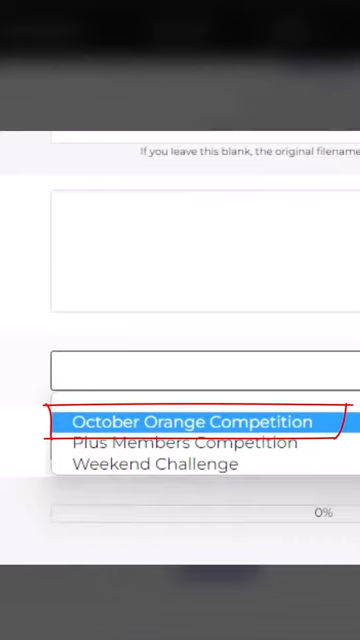 If you leave this blank, the original filename
October Orange Competition
Plus Members Competition
Weekend Challenge
0%